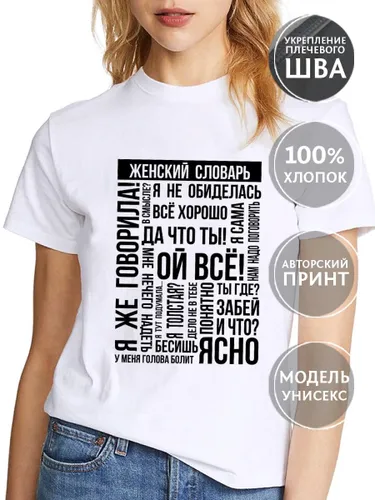 УКРЕПЛЕНИЕ
ПЛЕЧЕВОГО
ШВА
100%
ХЛОПОК
АВТОРСКИЙ
ПРИНТ
МОДЕЛЬ
УНИСЕКС
ЖЕНСКИЙ СЛОВАРЬ
Я ЖЕ ГОВОРИЛА!
В СМЫСЛЕ?
Я НЕ ОБИДЕЛАСЬ
ВСЁ ХОРОШО
Я САМА
НАМ НАДО ПОГОВОРИТЬ
ДА ЧТО ТЫ!
ОЙ ВСЁ!
МНЕ НЕЧЕГО НАДЕТЬ
Я ТУТ ПОДУМАЛА...
Я ТОЛСТАЯ?
ДЕЛО НЕ В ТЕБЕ
ПОНЯТНО
ТЫ ГДЕ?
ЗАБЕЙ
И ЧТО?
БЕСИШЬ
ЯСНО
У МЕНЯ ГОЛОВА БОЛИТ